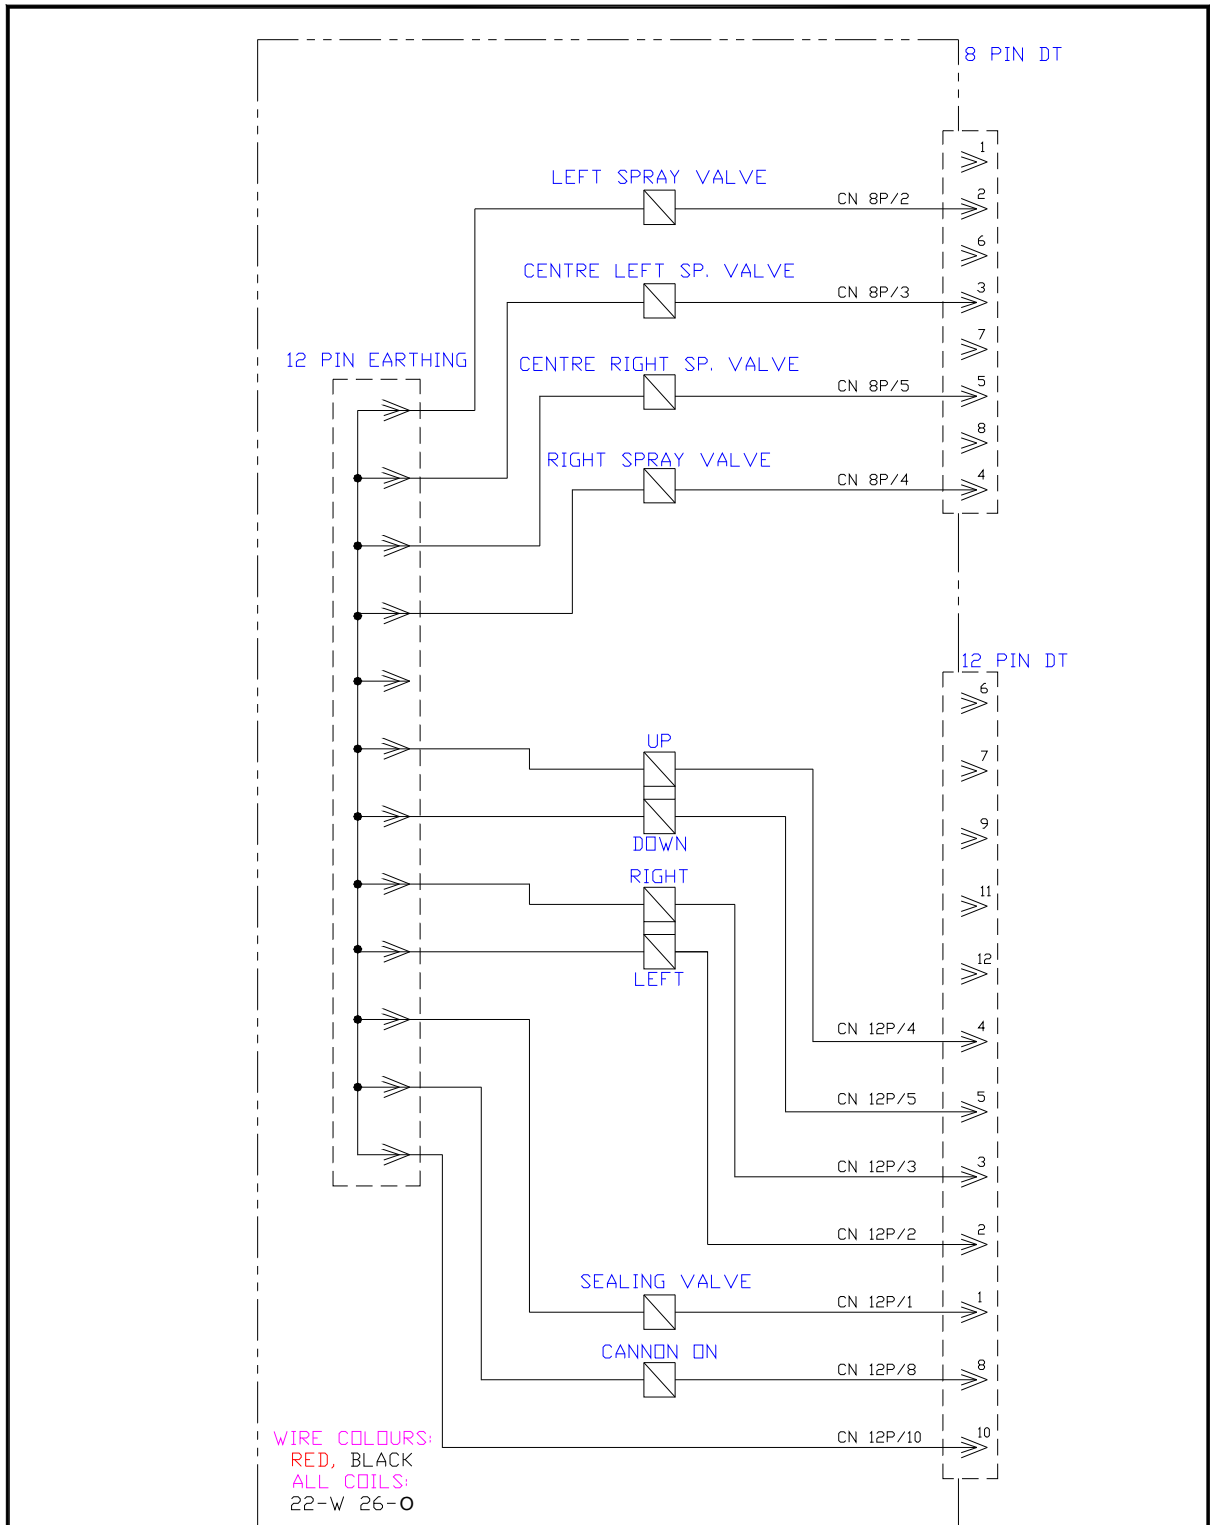 8 PIN DT
1
LEFT SPRAY VALVE
CN 8P/2
2
6
CENTRE LEFT SP. VALVE
CN 8P/3
3
7
12 PIN EARTHING
CENTRE RIGHT SP. VALVE
CN 8P/5
5
8
RIGHT SPRAY VALVE
CN 8P/4
4
12 PIN DT
6
UP
7
DOWN
9
RIGHT
11
LEFT
12
CN 12P/4
4
CN 12P/5
5
CN 12P/3
3
CN 12P/2
2
SEALING VALVE
CN 12P/1
1
CANNON ON
CN 12P/8
8
CN 12P/10
10
WIRE COLOURS:
RED, BLACK
ALL COILS:
22-W 26-O